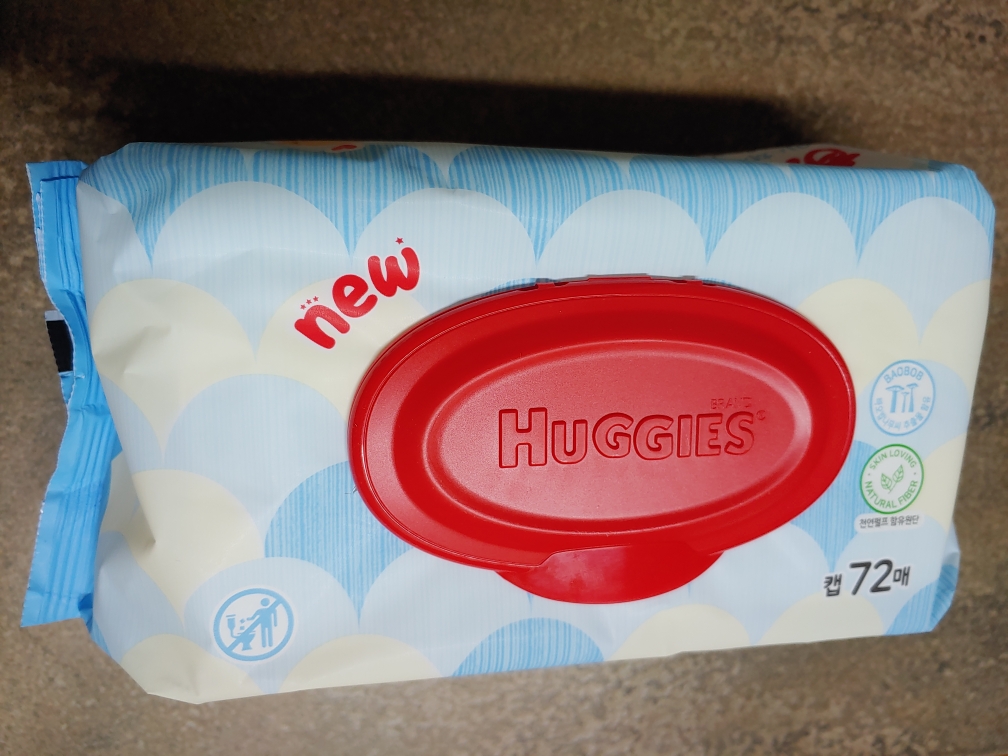 new
BRAND
HUGGIES®
BAOBOB
SKIN LOVING
NATURAL FIBER
천연펄프 함유원단
캡 72매